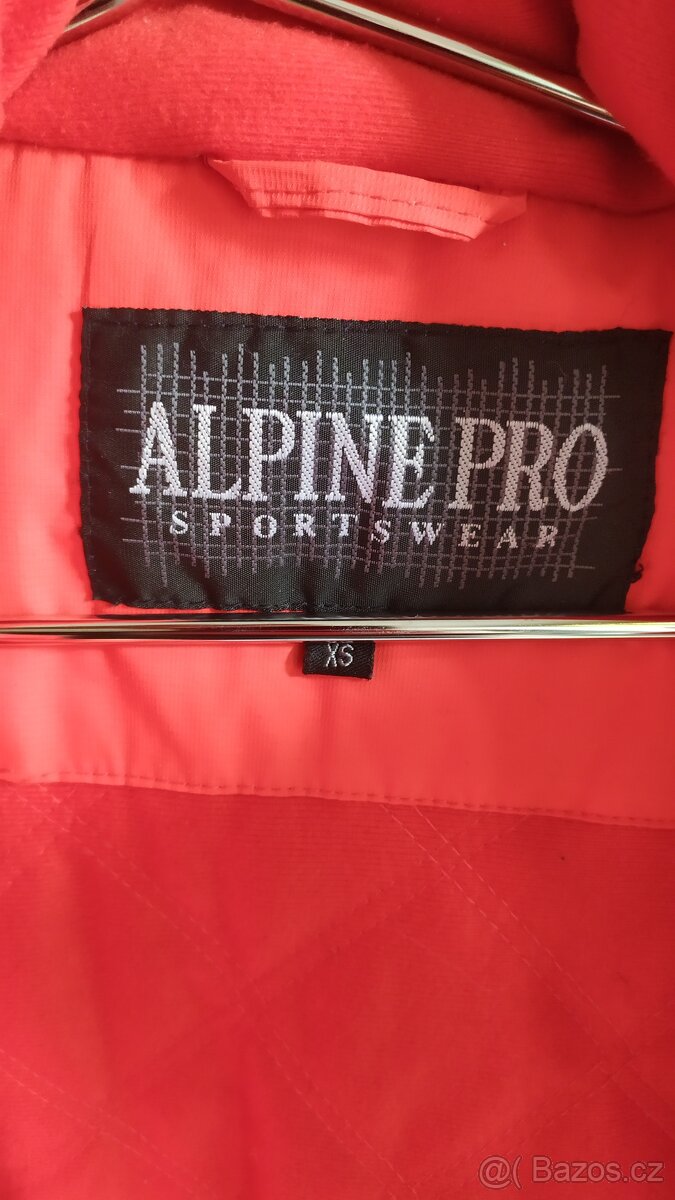 ALPINE PRO
SPORTSWEAR
XS
@( Bazos.cz